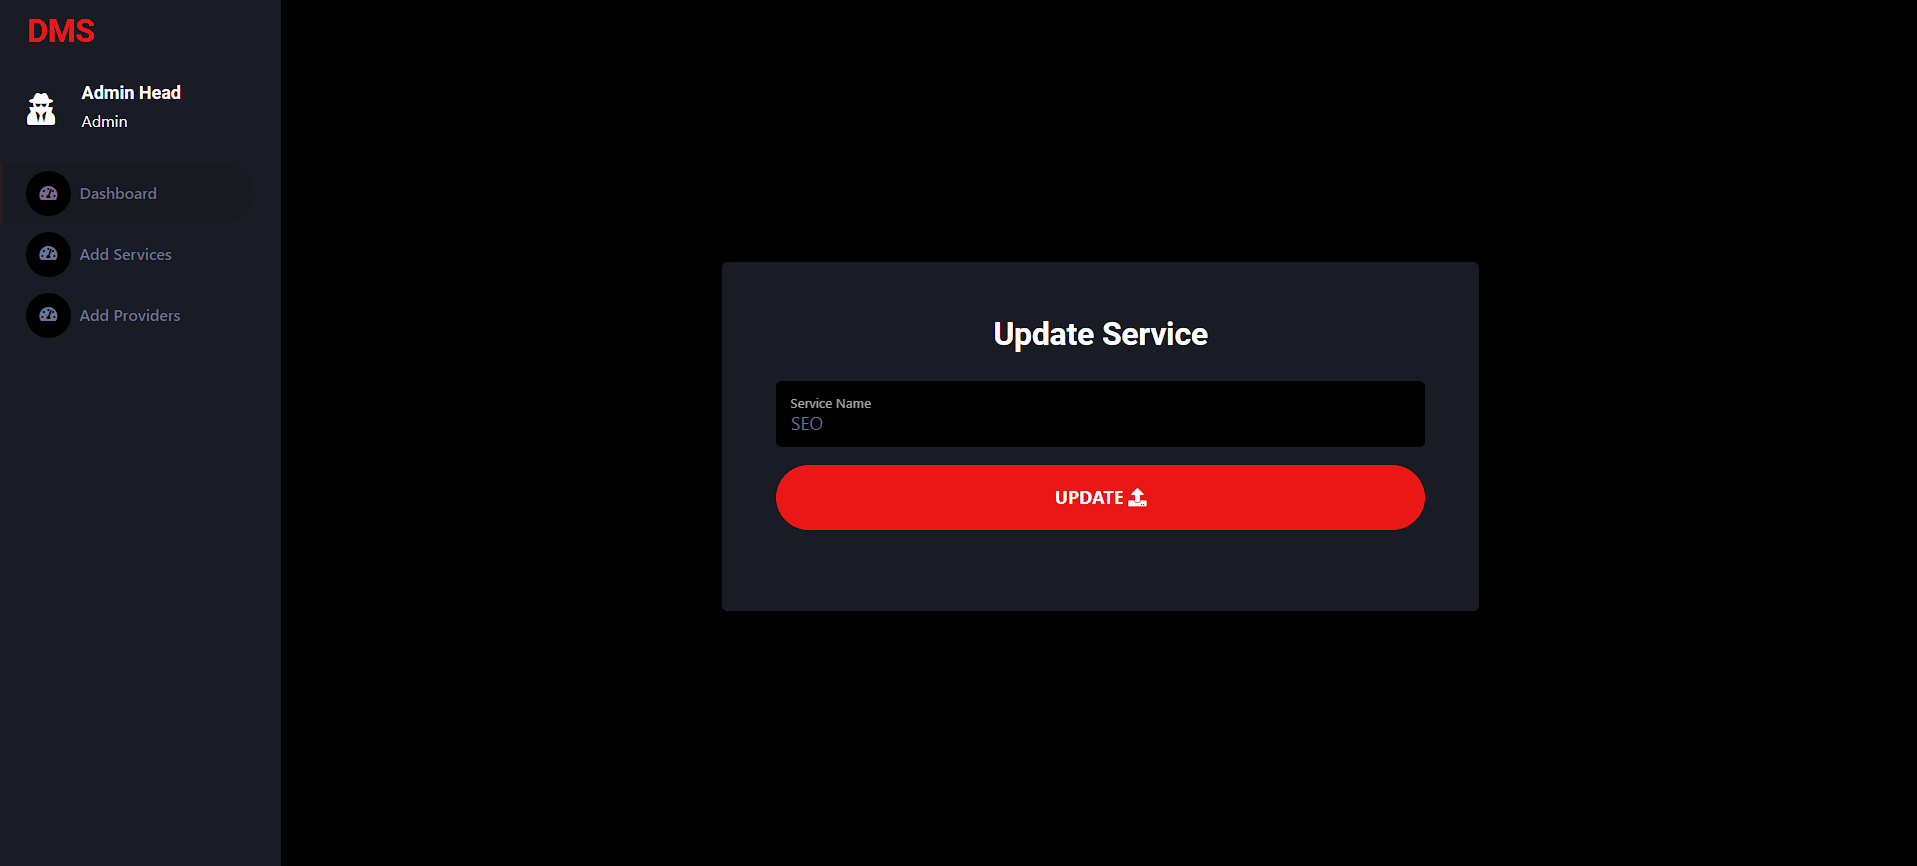 DMS
Admin Head
Admin
Dashboard
Add Services
Add Providers
Update Service
Service Name
SEO
UPDATE